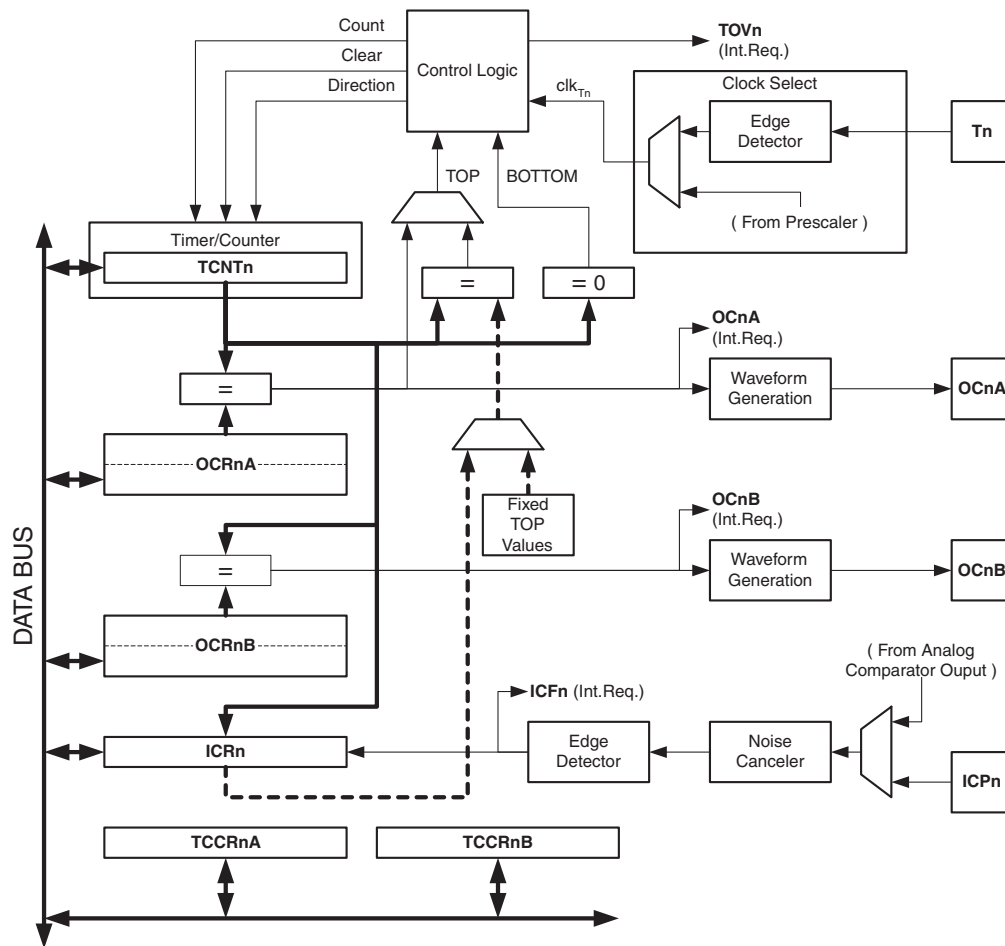 Count
Clear
Direction
Control Logic
TOVn
(Int.Req.)
clkTn
Clock Select
Edge
Detector
Tn
( From Prescaler )
TOP
BOTTOM
Timer/Counter
TCNTn
=
= 0
OCnA
(Int.Req.)
=
Waveform
Generation
OCnA
OCRnA
Fixed
TOP
Values
OCnB
(Int.Req.)
=
Waveform
Generation
OCnB
OCRnB
DATA BUS
( From Analog
Comparator Ouput )
ICFn (Int.Req.)
ICRn
Edge
Detector
Noise
Canceler
ICPn
TCCRnA
TCCRnB